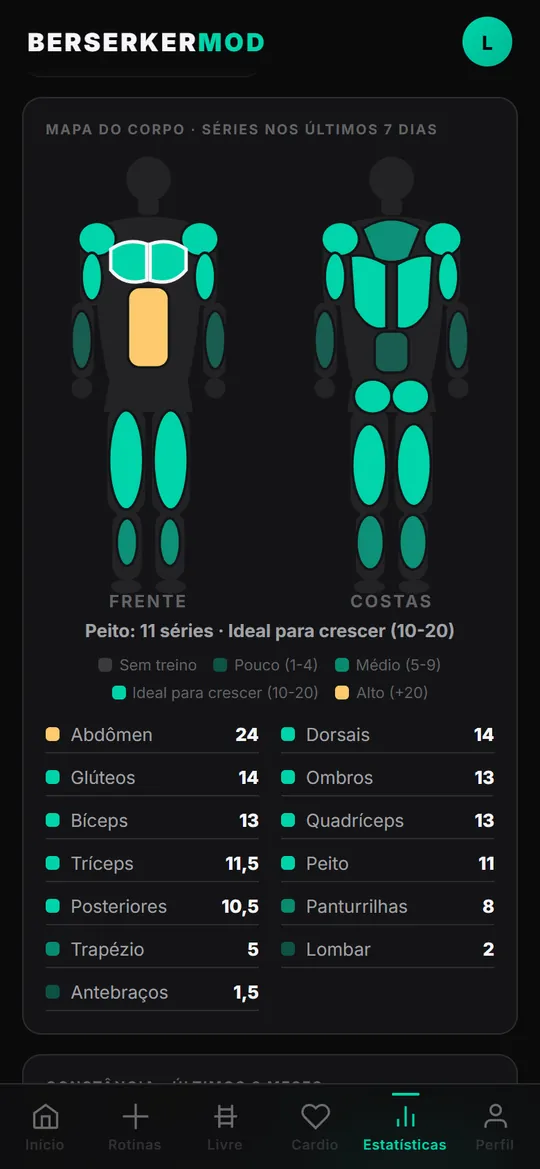 BERSERKERMOD
L
MAPA DO CORPO · SÉRIES NOS ÚLTIMOS 7 DIAS
FRENTE
COSTAS
Peito: 11 séries · Ideal para crescer (10-20)
Sem treino
Pouco (1-4)
Médio (5-9)
Ideal para crescer (10-20)
Alto (+20)
Abdômen 24
Dorsais 14
Glúteos 14
Ombros 13
Bíceps 13
Quadríceps 13
Tríceps 11,5
Peito 11
Posteriores 10,5
Panturrilhas 8
Trapézio 5
Lombar 2
Antebraços 1,5
Início
Rotinas
Livre
Cardio
Estatísticas
Perfil